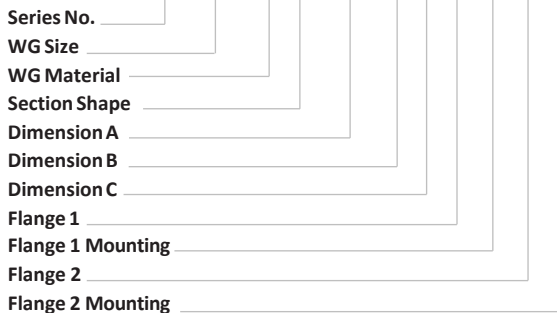 Series No.
WG Size
WG Material
Section Shape
Dimension A
Dimension B
Dimension C
Flange 1
Flange 1 Mounting
Flange 2
Flange 2 Mounting